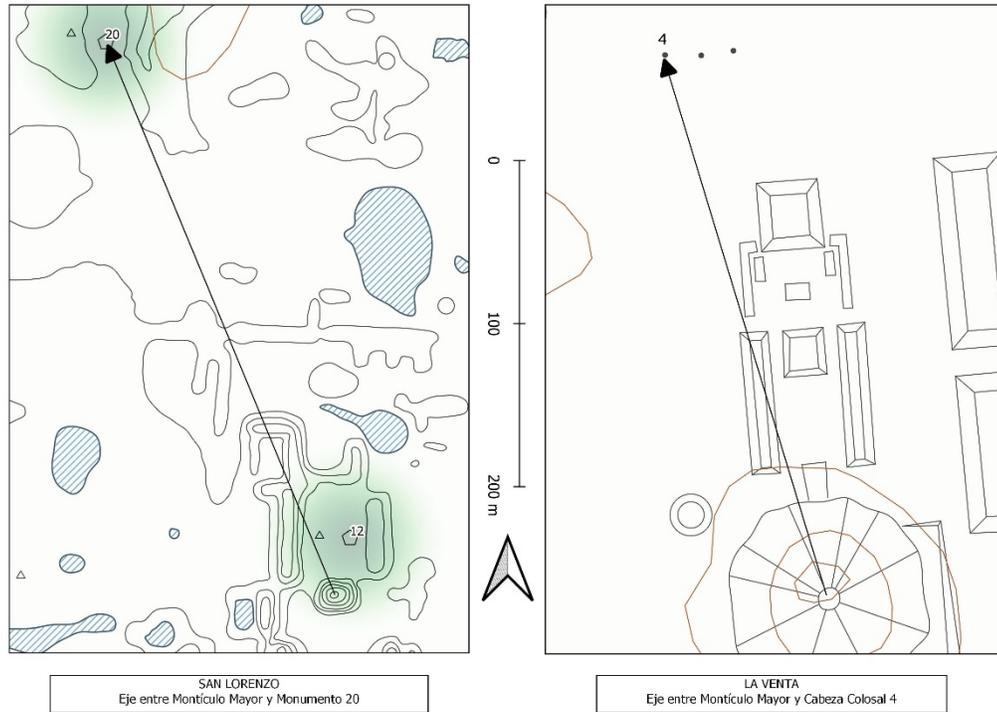 20
4
0
100
200 m
12
SAN LORENZO
Eje entre Montículo Mayor y Monumento 20
LA VENTA
Eje entre Montículo Mayor y Cabeza Colosal 4